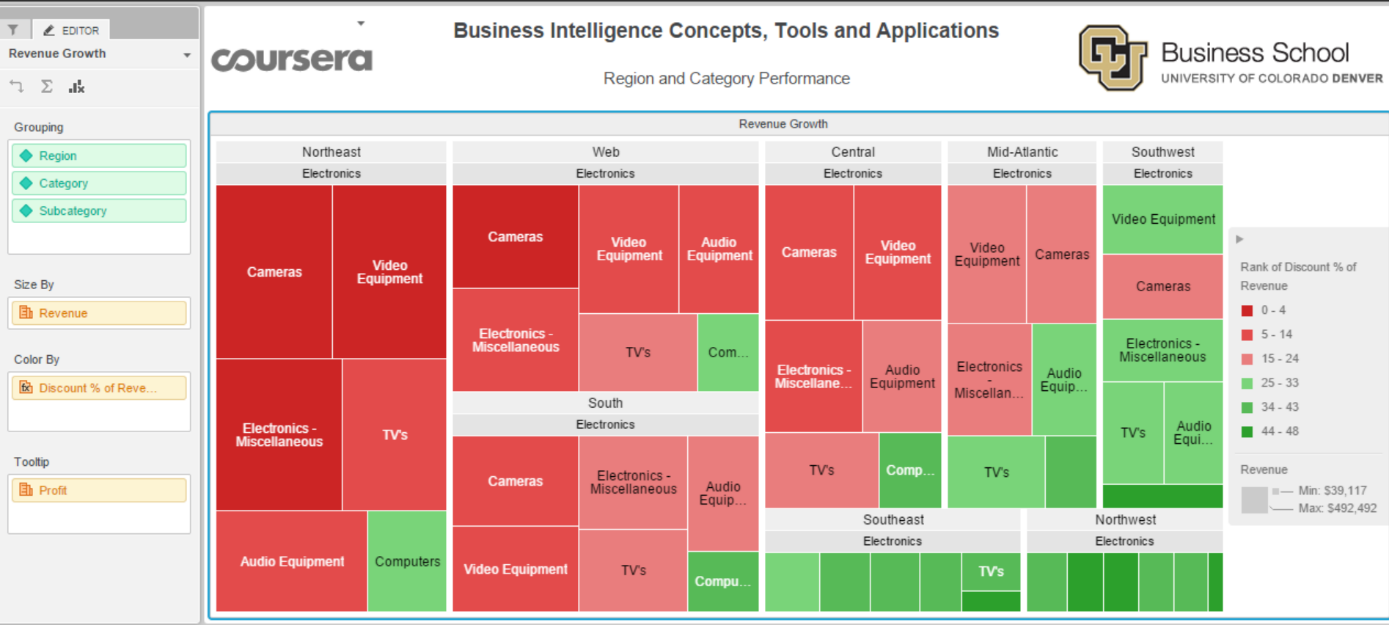 EDITOR
Revenue Growth
Grouping
Region
Category
Subcategory
Size By
Revenue
Color By
Discount % of Reve...
Tooltip
Profit
coursera
Business Intelligence Concepts, Tools and Applications
Region and Category Performance
CU
Business School
UNIVERSITY OF COLORADO DENVER
Revenue Growth
Northeast
Electronics
Cameras
Video
Equipment
Electronics -
Miscellaneous
TV's
Audio Equipment
Computers
Web
Electronics
Cameras
Video
Equipment
Audio
Equipment
Electronics -
Miscellaneous
TV's
Com...
South
Electronics
Cameras
Electronics -
Miscellaneous
Audio
Equip...
Video Equipment
TV's
Compu...
Central
Electronics
Cameras
Video
Equipment
Electronics -
Miscellane...
Audio
Equipment
TV's
Comp...
Mid-Atlantic
Electronics
Video
Equipment
Cameras
Electronics
-
Miscellan...
Audio
Equip...
TV's
Southwest
Electronics
Video Equipment
Cameras
Electronics -
Miscellaneous
TV's
Audio
Equi...
Southeast
Electronics
TV's
Northwest
Electronics
Rank of Discount % of
Revenue
0 - 4
5 - 14
15 - 24
25 - 33
34 - 43
44 - 48
Revenue
Min: $39,117
Max: $492,492